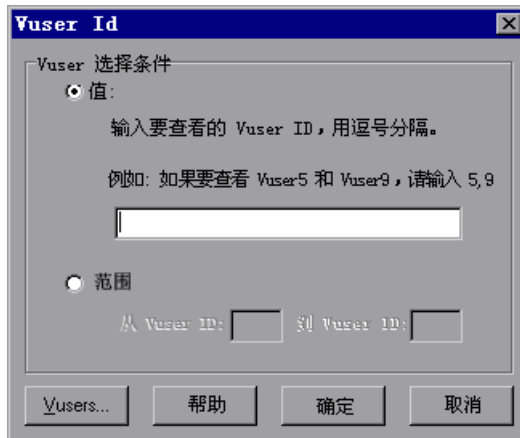 Vuser Id
Vuser 选择条件
值:
输入要查看的 Vuser ID，用逗号分隔。
例如: 如果要查看 Vuser5 和 Vuser9，请输入 5,9
范围
从 Vuser ID: 到 Vuser ID:
Vusers... 帮助 确定 取消